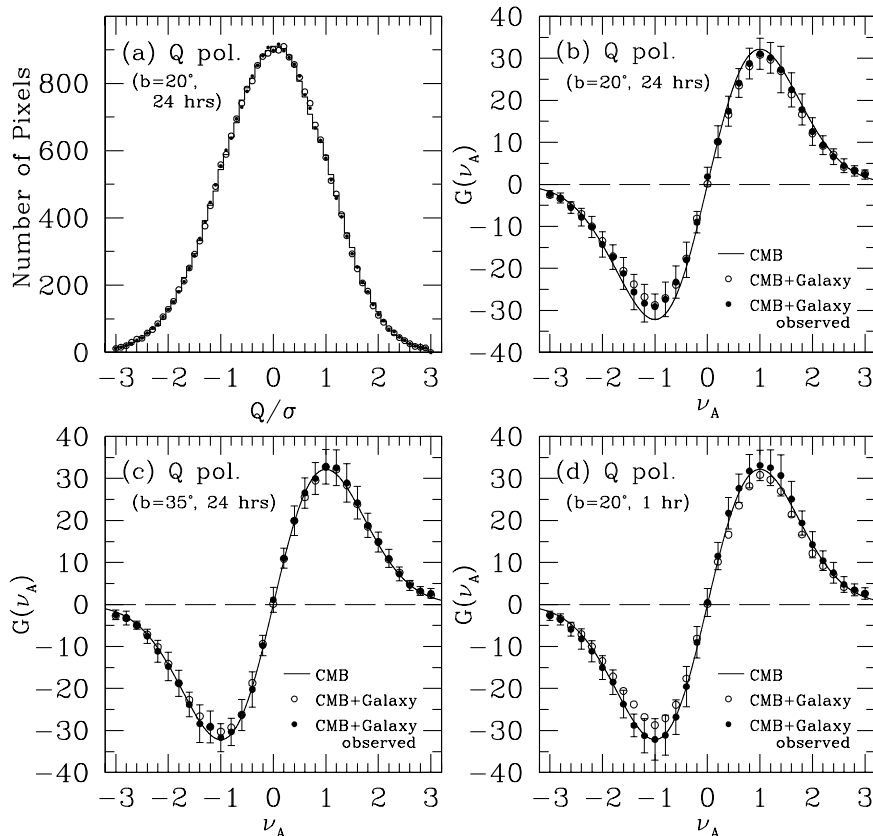 (a) Q pol.
(b=20°,
24 hrs)
Number of Pixels
800
600
400
200
0
−3 −2 −1 0 1 2 3
Q/σ
(b) Q pol.
(b=20°, 24 hrs)
G(ν_A)
40
30
20
10
0
−10
−20
−30
−40
CMB
CMB+Galaxy
CMB+Galaxy
observed
−3 −2 −1 0 1 2 3
ν_A
(c) Q pol.
(b=35°, 24 hrs)
G(ν_A)
40
30
20
10
0
−10
−20
−30
−40
CMB
CMB+Galaxy
CMB+Galaxy
observed
−3 −2 −1 0 1 2 3
ν_A
(d) Q pol.
(b=20°, 1 hr)
G(ν_A)
40
30
20
10
0
−10
−20
−30
−40
CMB
CMB+Galaxy
CMB+Galaxy
observed
−3 −2 −1 0 1 2 3
ν_A